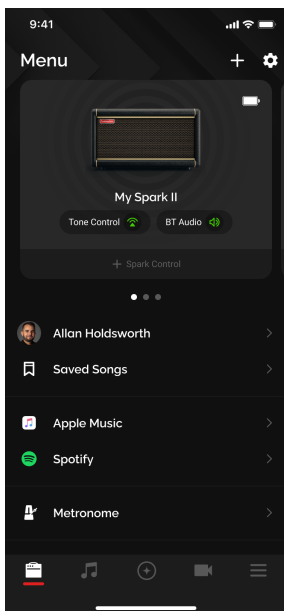 9:41
Menu
My Spark II
Tone Control
BT Audio
+ Spark Control
Allan Holdsworth
Saved Songs
Apple Music
Spotify
Metronome